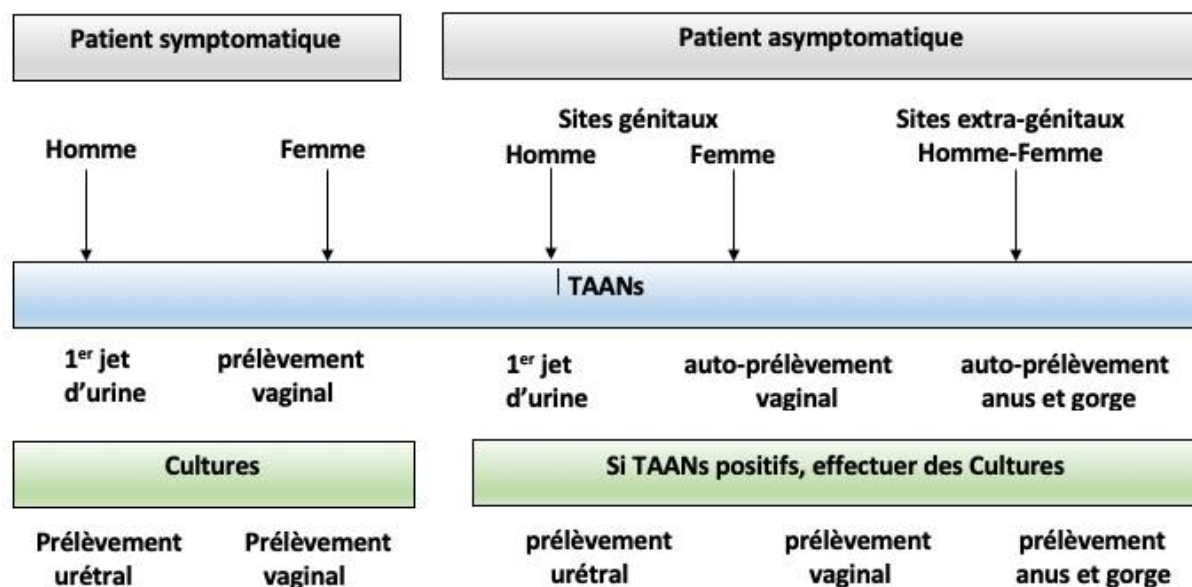 Patient symptomatique
Patient asymptomatique
Sites génitaux
Sites extra-génitaux
Homme
Femme
Homme
Femme
Homme-Femme
TAANs
1er jet
d'urine
prélèvement
vaginal
1er jet
d'urine
auto-prélèvement
vaginal
auto-prélèvement
anus et gorge
Cultures
Si TAANs positifs, effectuer des Cultures
Prélèvement
urétral
Prélèvement
vaginal
prélèvement
urétral
prélèvement
vaginal
prélèvement
anus et gorge